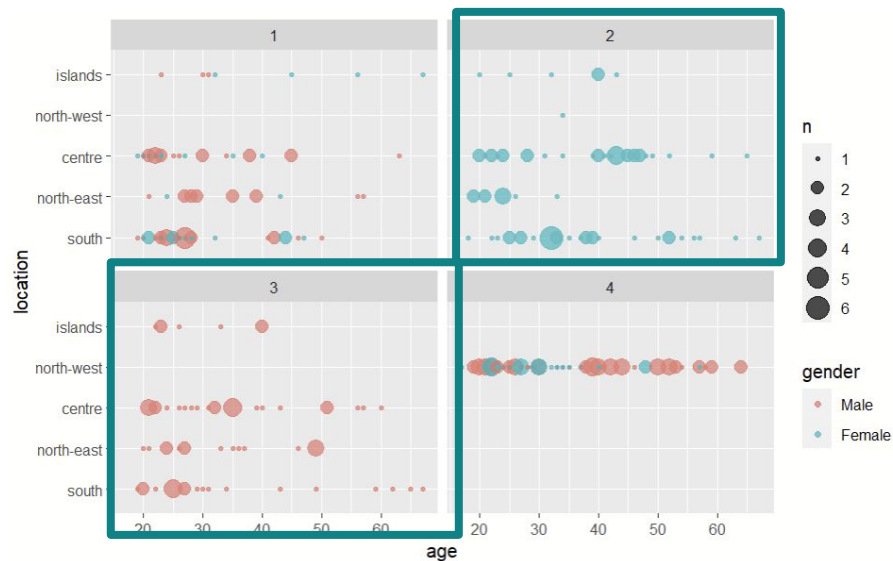 1
2
islands
north-west
centre
north-east
south
3
4
islands
north-west
centre
north-east
south
20 30 40 50 60
20 30 40 50 60
age
location
n
1
2
3
4
5
6
gender
Male
Female